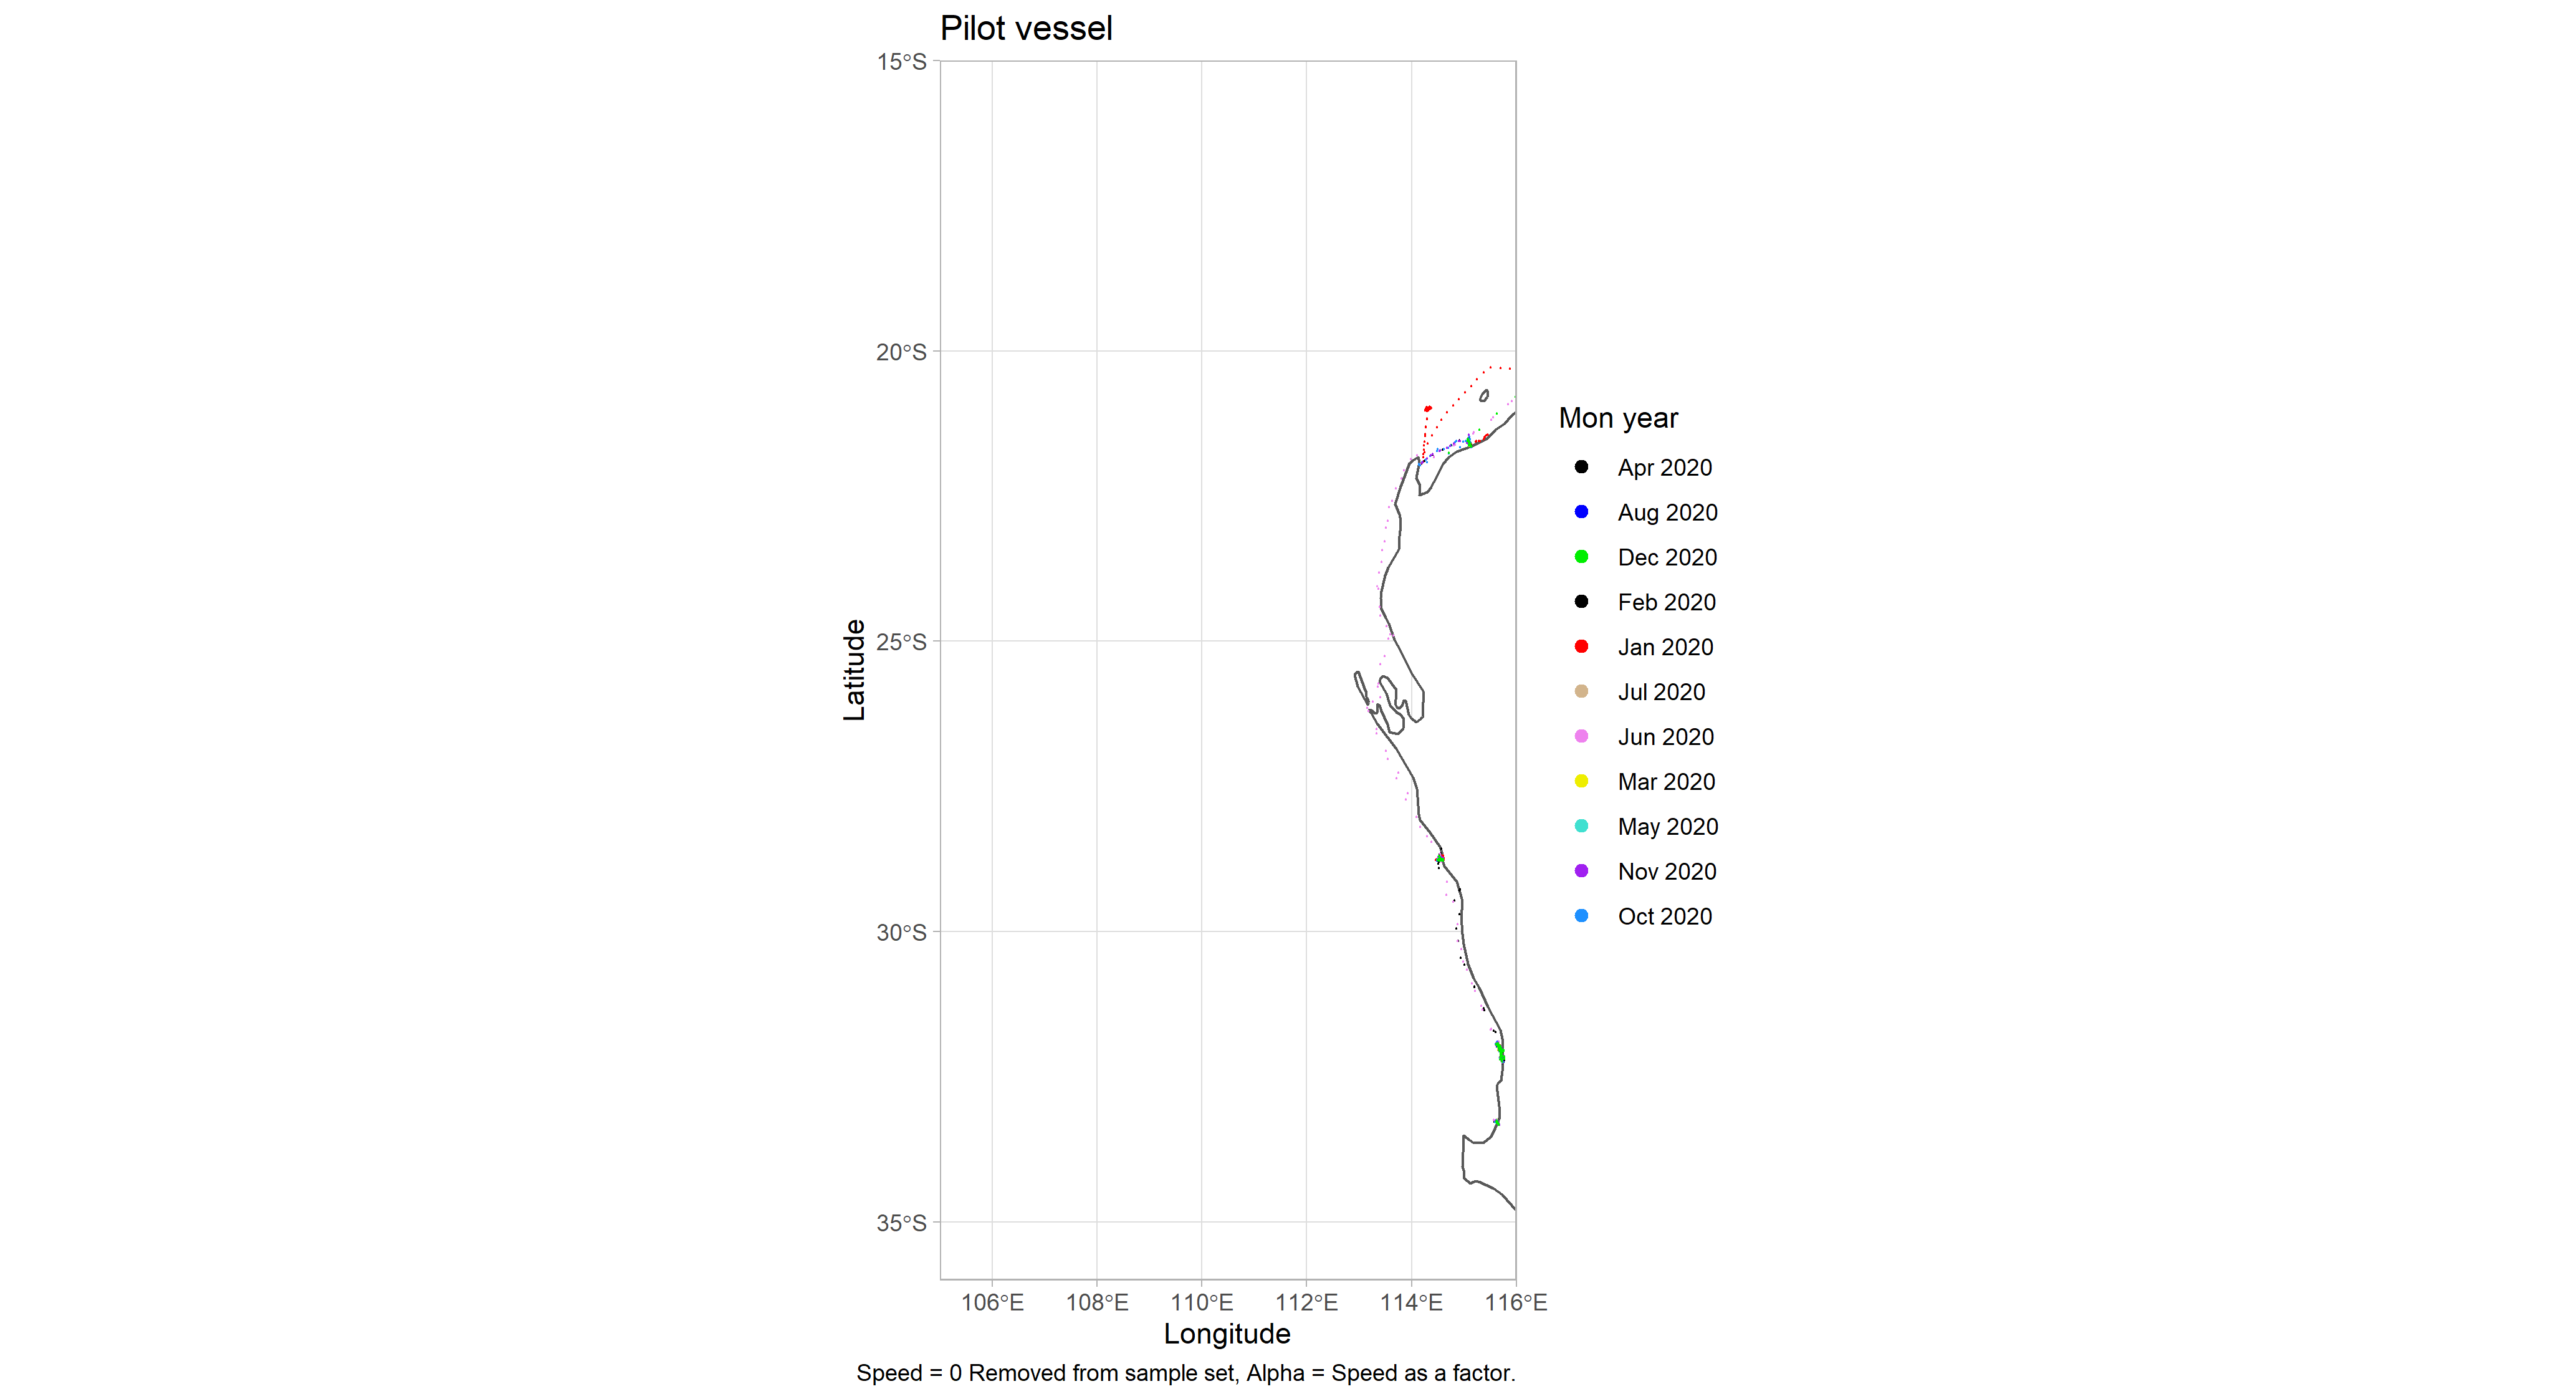 Pilot vessel
15°S
20°S
25°S
30°S
35°S
Latitude
106°E 108°E 110°E 112°E 114°E 116°E
Longitude
Speed = 0 Removed from sample set, Alpha = Speed as a factor.
Mon year
Apr 2020
Aug 2020
Dec 2020
Feb 2020
Jan 2020
Jul 2020
Jun 2020
Mar 2020
May 2020
Nov 2020
Oct 2020